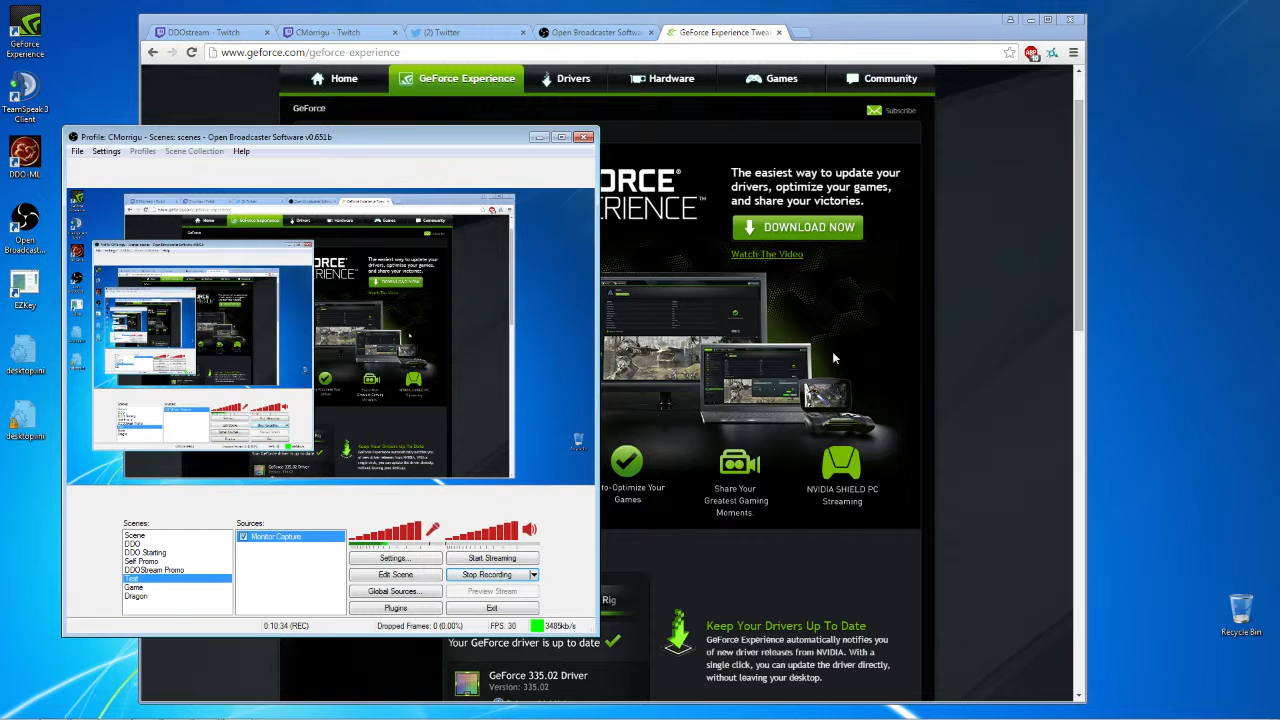 GeForce
Experience
TeamSpeak 3
Client
DDO-ML
Open
Broadcast...
EZKey
desktop.ini
desktop.ini
Recycle Bin
DDOstream - Twitch
CMorrigu - Twitch
(2) Twitter
Open Broadcaster Softwa
GeForce Experience Twea
www.geforce.com/geforce-experience
ABP
10
Home
GeForce Experience
Drivers
Hardware
Games
Community
GeForce
Subscribe
ORCE®
ERIENCE™
The easiest way to update your
drivers, optimize your games,
and share your victories.
DOWNLOAD NOW
Watch The Video
to-Optimize Your
Games
Share Your
Greatest Gaming
Moments.
NVIDIA SHIELD PC
Streaming
Rig
Your GeForce driver is up to date
GeForce 335.02 Driver
Version: 335.02
Keep Your Drivers Up To Date
GeForce Experience automatically notifies you
of new driver releases from NVIDIA. With a
single click, you can update the driver directly,
without leaving your desktop.
Profile: CMorrigu - Scenes: scenes - Open Broadcaster Software v0.651b
File Settings Profiles Scene Collection Help
Scenes:
Scene
DDO
DDO Starting
Self Promo
DDOStream Promo
Test
Game
Dragon
Sources:
Monitor Capture
Settings...
Start Streaming
Edit Scene
Stop Recording
Global Sources...
Preview Stream
Plugins
Exit
0:10:34 (REC)
Dropped Frames: 0 (0.00%)
FPS: 30
3485kb/s